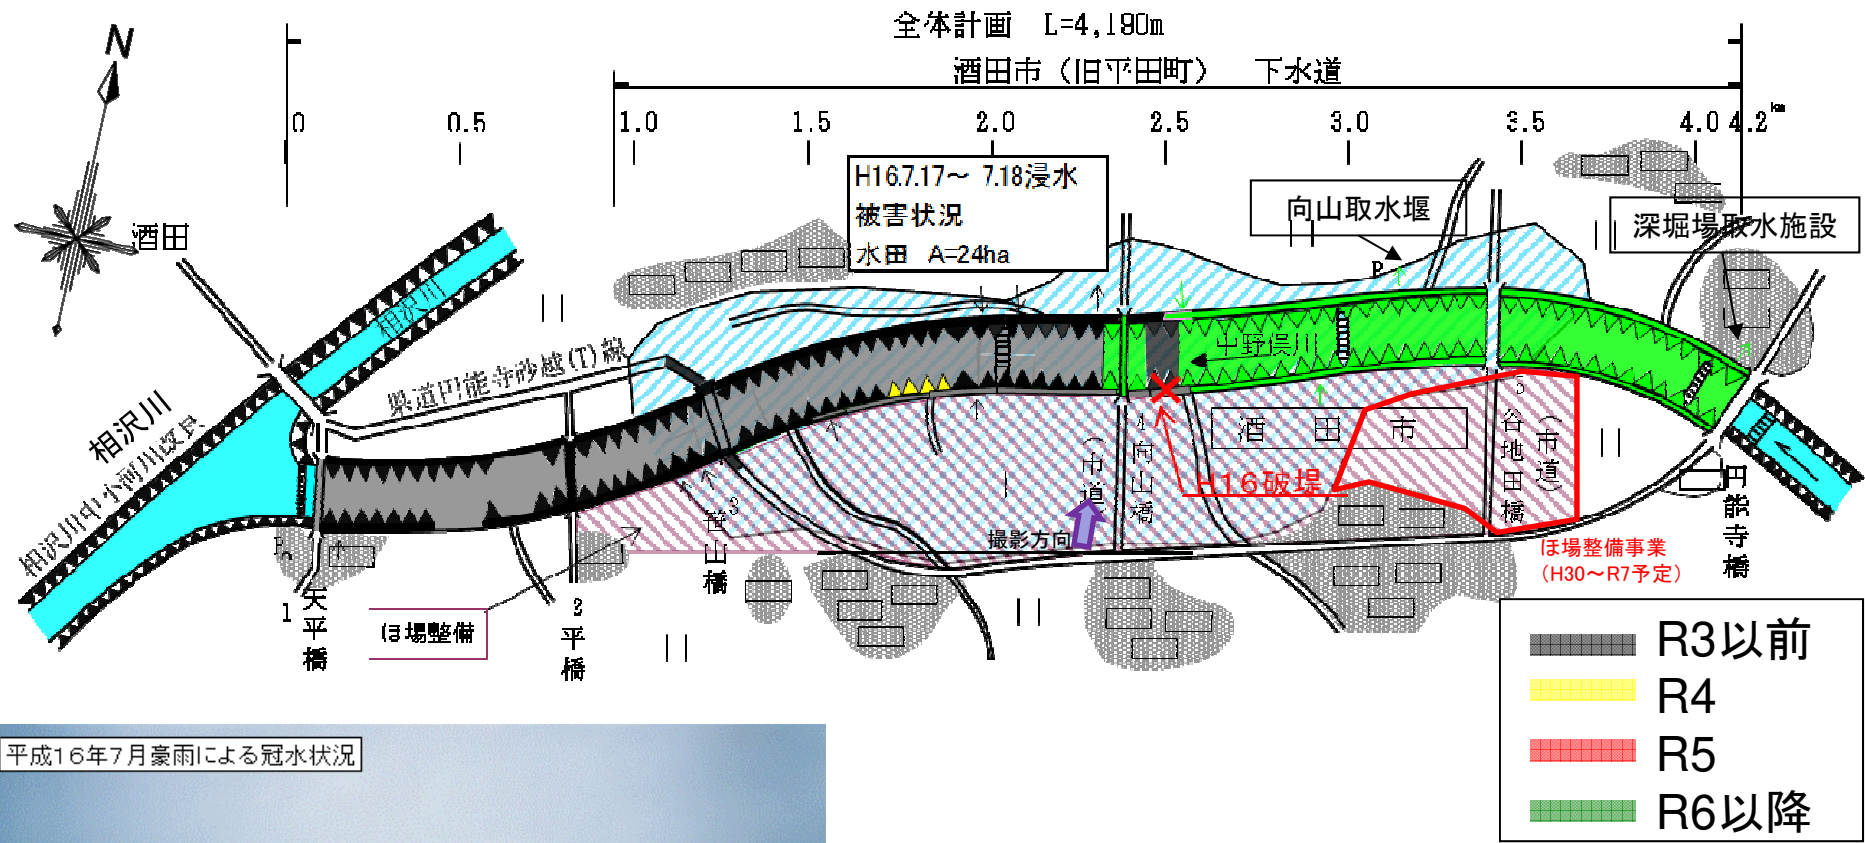 全体計画 L=4,190m
酒田市(旧平田町) 下水道
N
0 0.5 1.0 1.5 2.0 2.5 3.0 3.5 4.0 4.2 km
H16.7.17～ 7.18浸水
被害状況
水田 A=24ha
向山取水堰
深堀場取水施設
酒田
相沢川
県道円能寺砂越(T)線
中野俣川
相沢川
相沢川中小河川改良
P
酒 田 市
H16破堤
撮影方向
1 天平橋
2 平橋
3 笹山橋
4 向山橋
(市道)
5 谷地田橋
(市道)
円能寺橋
ほ場整備
ほ場整備事業
(H30～R7予定)
R3以前
R4
R5
R6以降
平成16年7月豪雨による冠水状況